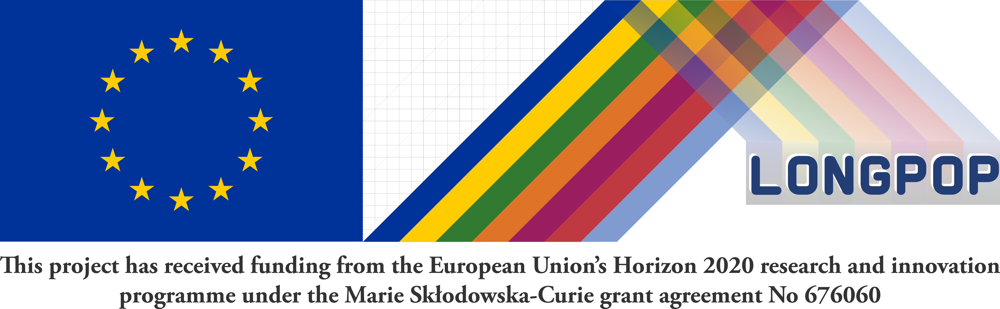 LONGPOP
This project has received funding from the European Union’s Horizon 2020 research and innovation
programme under the Marie Skłodowska-Curie grant agreement No 676060